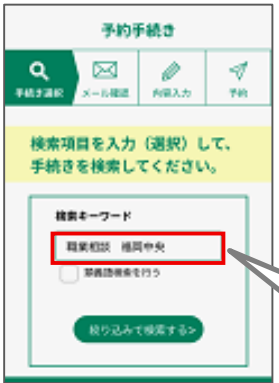 予約手続き
手続き選択
メール確認
内容入力
予約
検索項目を入力（選択）して、
手続きを検索してください。
検索キーワード
職業相談　福岡中央
類義語検索を行う
絞り込みで検索する>